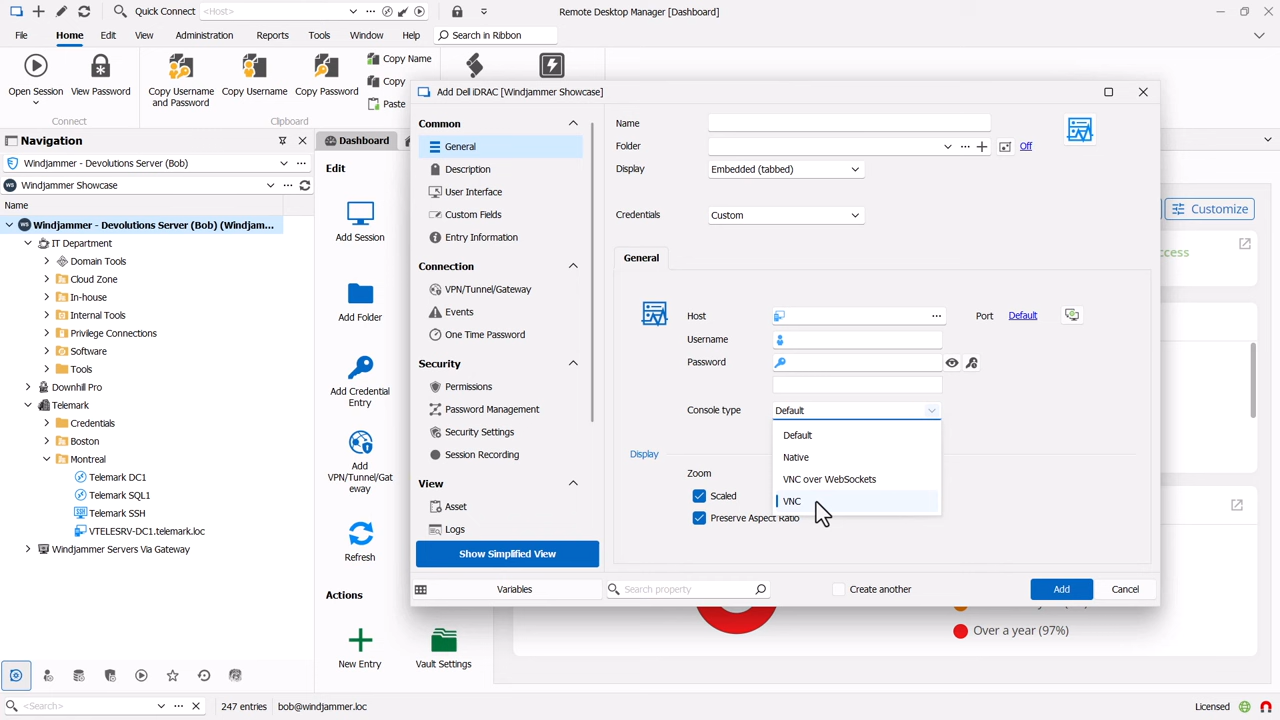 Quick Connect <Host>
Remote Desktop Manager [Dashboard]
File Home Edit View Administration Reports Tools Window Help Search in Ribbon
Open Session
View Password
Copy Username and Password
Copy Username
Copy Password
Copy Name
Copy
Paste
Connect
Clipboard
Navigation
Windjammer - Devolutions Server (Bob)
Windjammer Showcase
Name
Windjammer - Devolutions Server (Bob) (Windjam...
IT Department
Domain Tools
Cloud Zone
In-house
Internal Tools
Privilege Connections
Software
Tools
Downhill Pro
Telemark
Credentials
Boston
Montreal
Telemark DC1
Telemark SQL1
Telemark SSH
VTELESRV-DC1.telemark.loc
Windjammer Servers Via Gateway
<Search>
247 entries
bob@windjammer.loc
Licensed
Dashboard
Edit
Add Session
Add Folder
Add Credential
Entry
Add
VPN/Tunnel/Gat
eway
Refresh
Actions
New Entry
Vault Settings
Customize
Over a year (97%)
Add Dell iDRAC [Windjammer Showcase]
Common
General
Description
User Interface
Custom Fields
Entry Information
Connection
VPN/Tunnel/Gateway
Events
One Time Password
Security
Permissions
Password Management
Security Settings
Session Recording
View
Asset
Logs
Show Simplified View
Variables
Name
Folder
Off
Display
Embedded (tabbed)
Credentials
Custom
General
Host
Port
Default
Username
Password
Console type
Default
Default
Native
VNC over WebSockets
VNC
Display
Zoom
Scaled
Preserve Aspect Ratio
Search property
Create another
Add
Cancel